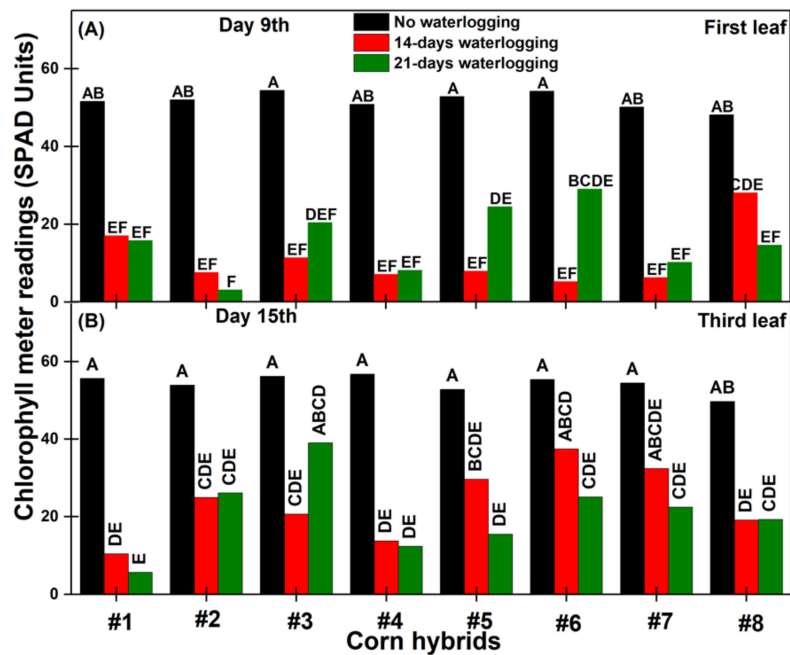 Chlorophyll meter readings (SPAD Units)
(A) Day 9th First leaf
No waterlogging
14-days waterlogging
21-days waterlogging
60
40
20
0
AB EF EF
AB EF F
A EF DEF
AB EF EF
A EF DE
A EF BCDE
AB EF EF
AB CDE EF
(B) Day 15th Third leaf
60
40
20
0
A DE E
A CDE CDE
A CDE ABCD
A DE DE
A BCDE DE
A ABCD CDE
A ABCDE CDE
AB DE CDE
#1 #2 #3 #4 #5 #6 #7 #8
Corn hybrids